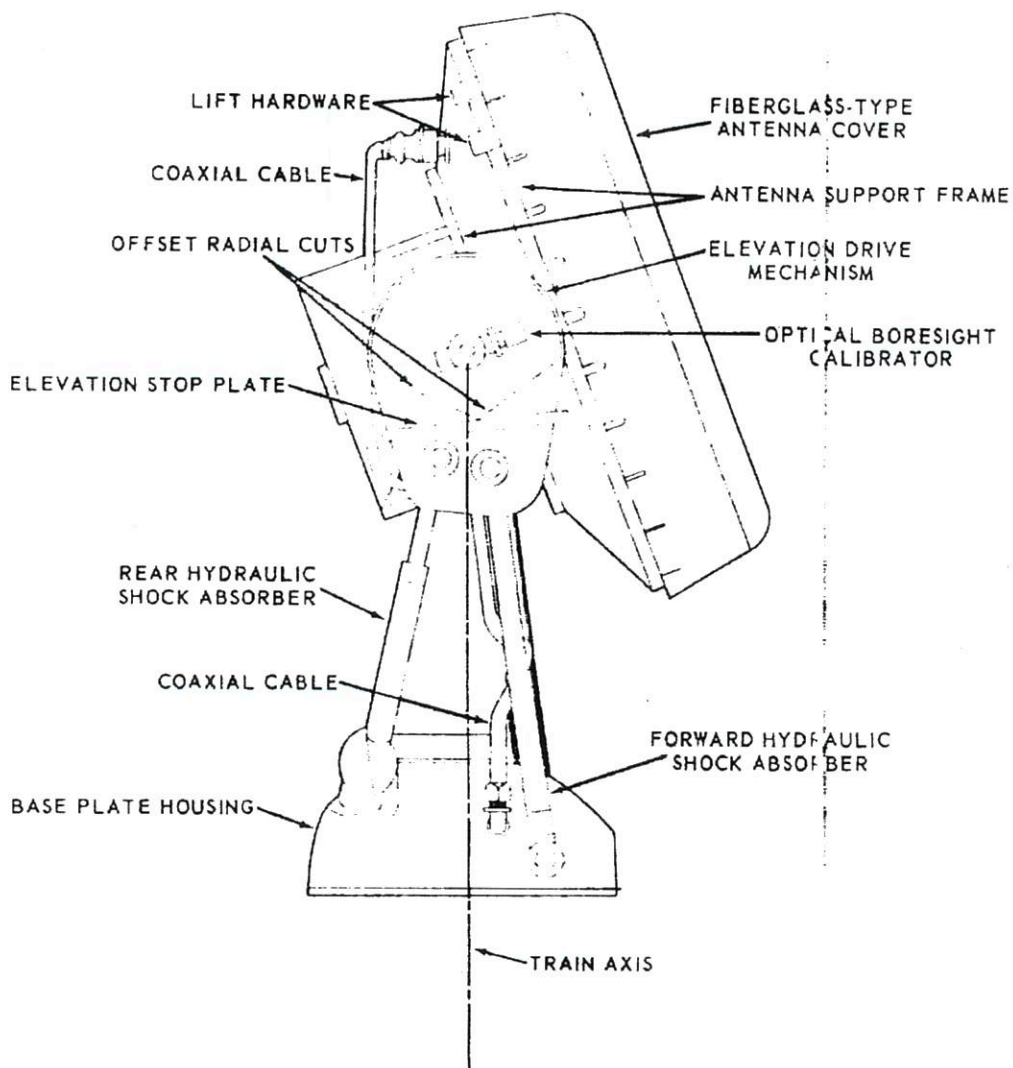 LIFT HARDWARE
FIBERGLASS-TYPE
ANTENNA COVER
COAXIAL CABLE
ANTENNA SUPPORT FRAME
OFFSET RADIAL CUTS
ELEVATION DRIVE
MECHANISM
OPTICAL BORESIGHT
CALIBRATOR
ELEVATION STOP PLATE
REAR HYDRAULIC
SHOCK ABSORBER
COAXIAL CABLE
FORWARD HYDRAULIC
SHOCK ABSORBER
BASE PLATE HOUSING
TRAIN AXIS